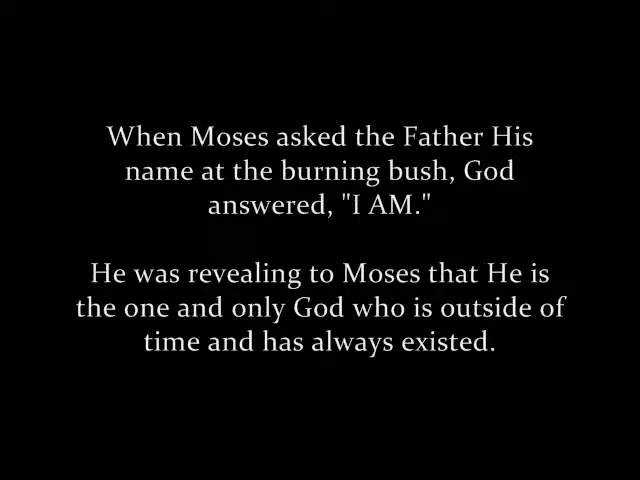 When Moses asked the Father His
name at the burning bush, God
answered, "I AM."
He was revealing to Moses that He is
the one and only God who is outside of
time and has always existed.